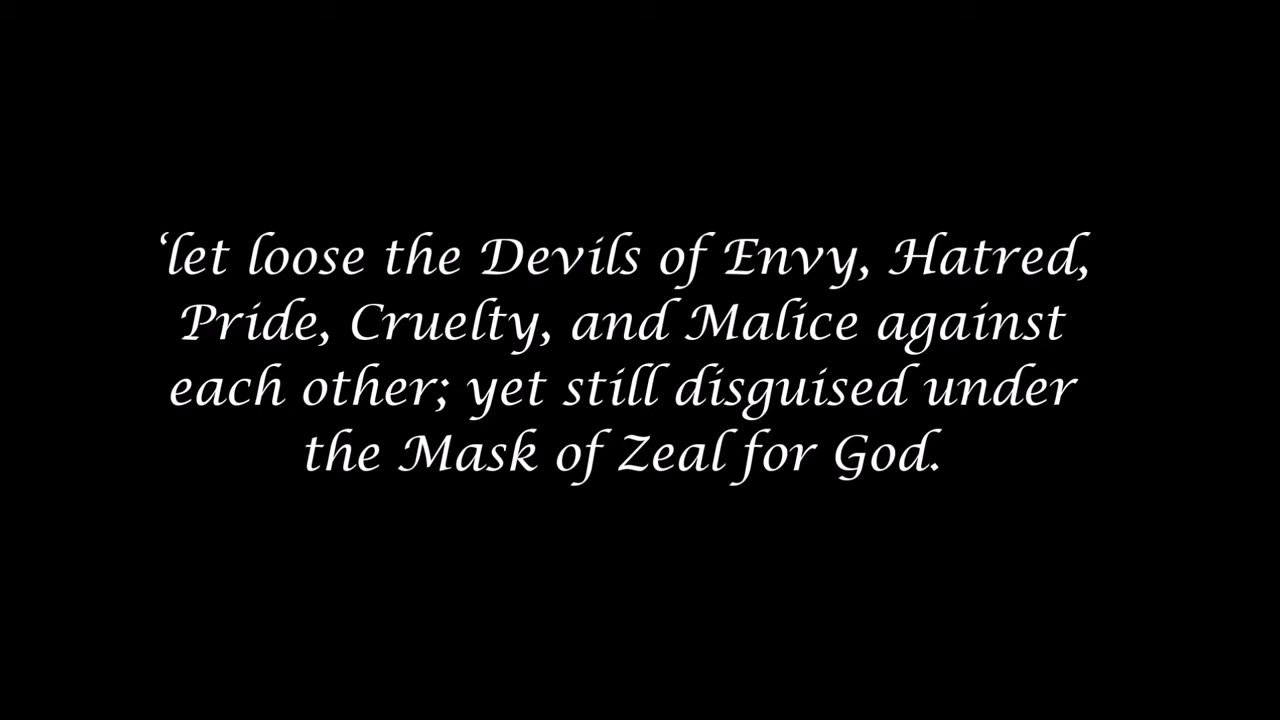 ‘let loose the Devils of Envy, Hatred,
Pride, Cruelty, and Malice against
each other; yet still disguised under
the Mask of Zeal for God.